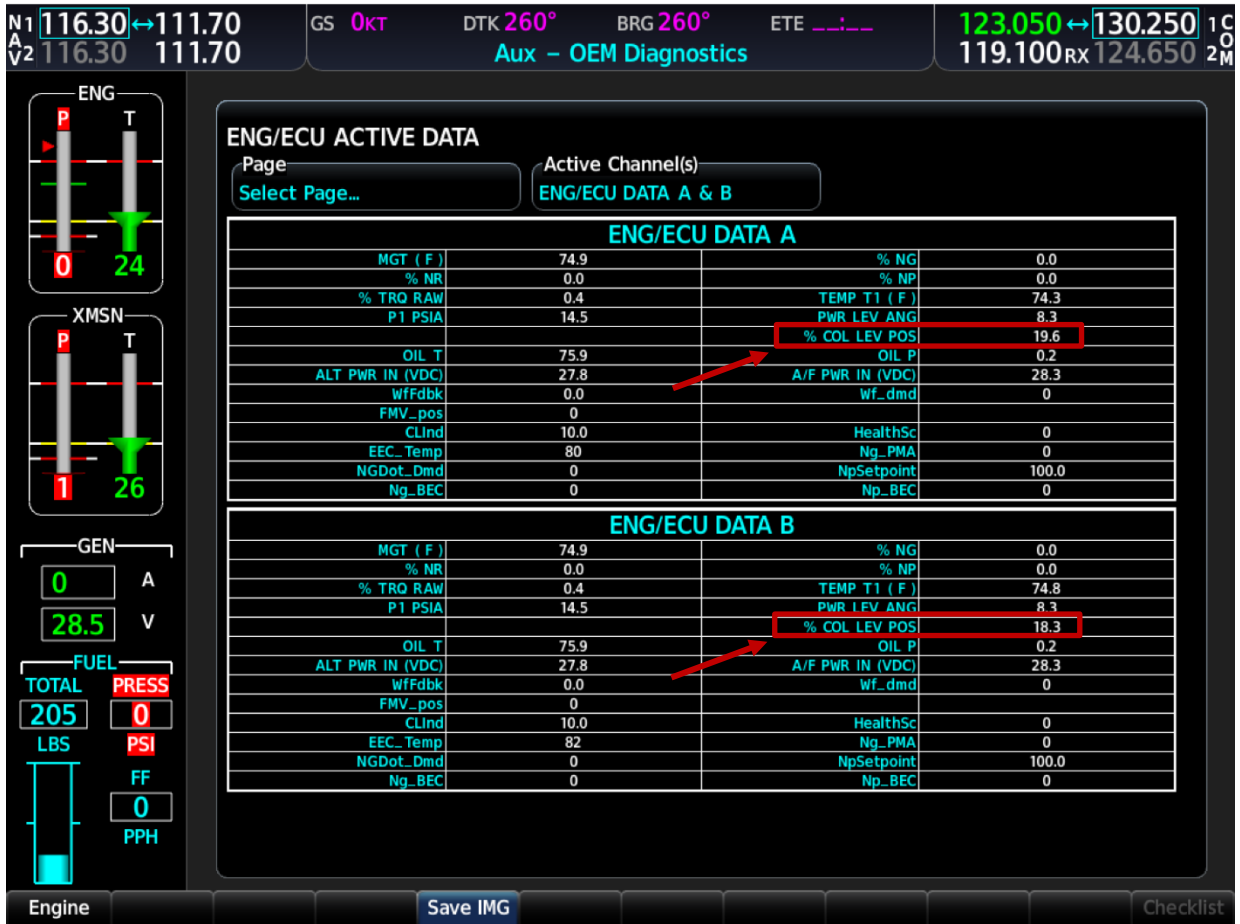 N1 116.30↔111.70 GS 0KT DTK 260° BRG 260° ETE __:__ 123.050↔130.250 1C
A O
V2 116.30 111.70 Aux – OEM Diagnostics 119.100RX 124.650 2M
ENG
P T
0 24
XMSN
P T
1 26
GEN
0 A
28.5 V
FUEL
TOTAL PRESS
205 0
LBS PSI
FF
0
PPH
ENG/ECU ACTIVE DATA
Page Active Channel(s)
Select Page… ENG/ECU DATA A & B
ENG/ECU DATA A
MGT (F) 74.9 % NG 0.0
% NR 0.0 % NP 0.0
% TRQ RAW 0.4 TEMP T1 (F) 74.3
P1 PSIA 14.5 PWR LEV ANG 8.3
% COL LEV POS 19.6
OIL T 75.9 OIL P 0.2
ALT PWR IN (VDC) 27.8 A/F PWR IN (VDC) 28.3
WfFdbk 0.0 Wf_dmd 0
FMV_pos 0
CLInd 10.0 HealthSc 0
EEC_Temp 80 Ng_PMA 0
NGDot_Dmd 0 NpSetpoint 100.0
Ng_BEC 0 Np_BEC 0
ENG/ECU DATA B
MGT (F) 74.9 % NG 0.0
% NR 0.0 % NP 0.0
% TRQ RAW 0.4 TEMP T1 (F) 74.8
P1 PSIA 14.5 PWR LEV ANG 8.3
% COL LEV POS 18.3
OIL T 75.9 OIL P 0.2
ALT PWR IN (VDC) 27.8 A/F PWR IN (VDC) 28.3
WfFdbk 0.0 Wf_dmd 0
FMV_pos 0
CLInd 10.0 HealthSc 0
EEC_Temp 82 Ng_PMA 0
NGDot_Dmd 0 NpSetpoint 100.0
Ng_BEC 0 Np_BEC 0
Engine Save IMG Checklist